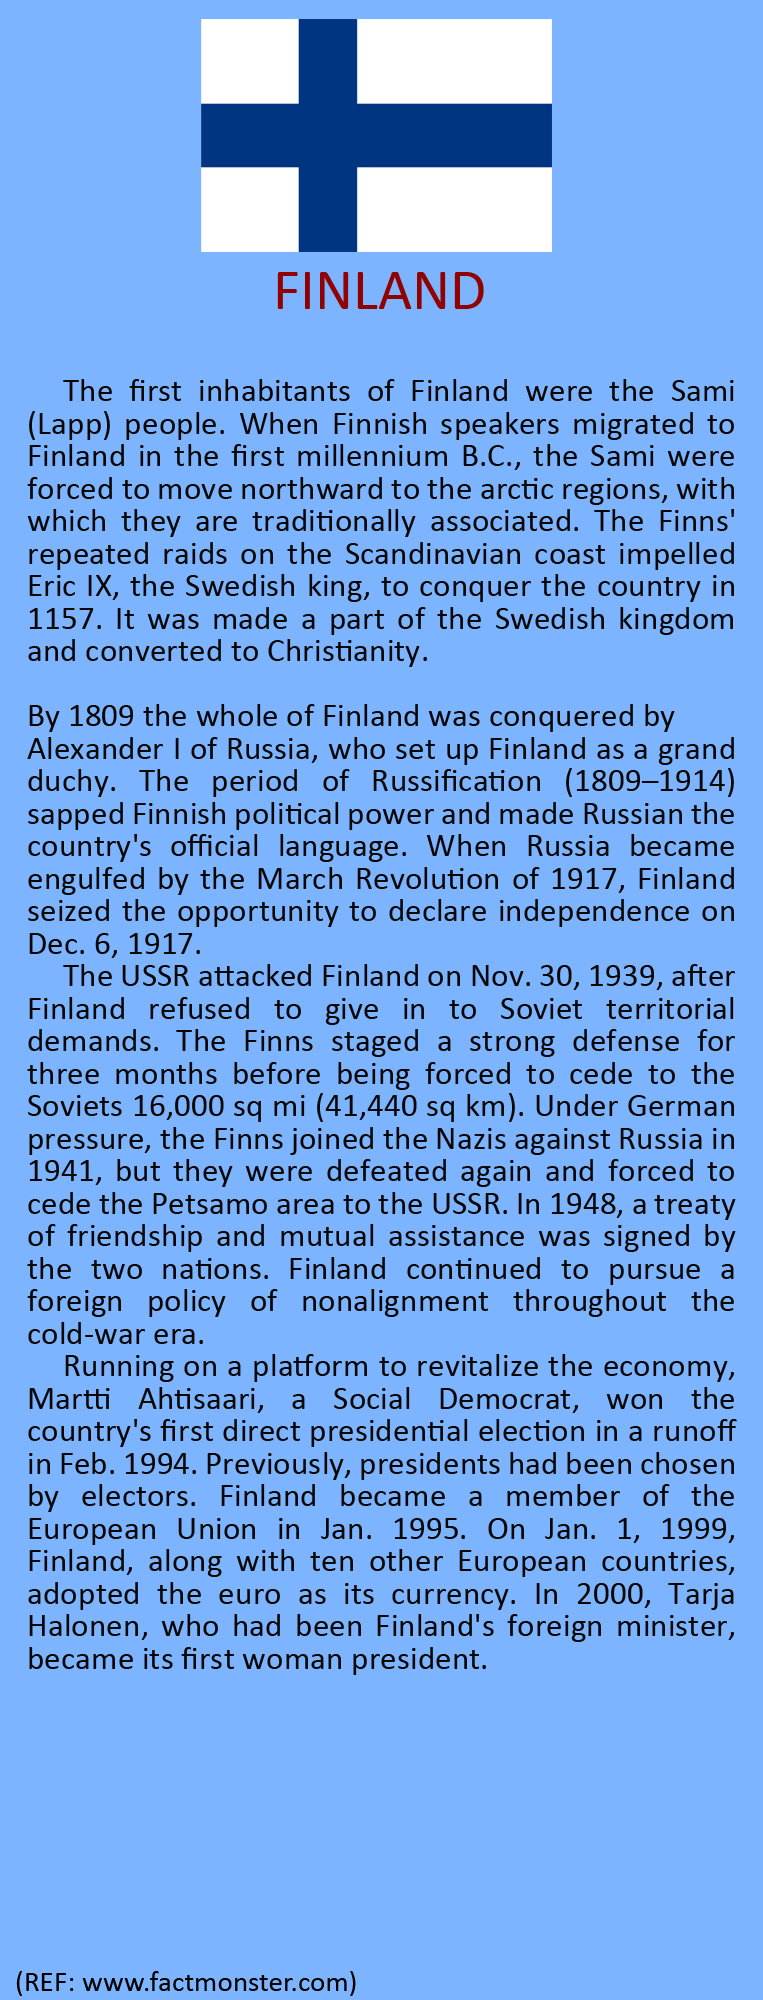 FINLAND
The first inhabitants of Finland were the Sami
(Lapp) people. When Finnish speakers migrated to
Finland in the first millennium B.C., the Sami were
forced to move northward to the arctic regions, with
which they are traditionally associated. The Finns'
repeated raids on the Scandinavian coast impelled
Eric IX, the Swedish king, to conquer the country in
1157. It was made a part of the Swedish kingdom
and converted to Christianity.
By 1809 the whole of Finland was conquered by
Alexander I of Russia, who set up Finland as a grand
duchy. The period of Russification (1809–1914)
sapped Finnish political power and made Russian the
country's official language. When Russia became
engulfed by the March Revolution of 1917, Finland
seized the opportunity to declare independence on
Dec. 6, 1917.
The USSR attacked Finland on Nov. 30, 1939, after
Finland refused to give in to Soviet territorial
demands. The Finns staged a strong defense for
three months before being forced to cede to the
Soviets 16,000 sq mi (41,440 sq km). Under German
pressure, the Finns joined the Nazis against Russia in
1941, but they were defeated again and forced to
cede the Petsamo area to the USSR. In 1948, a treaty
of friendship and mutual assistance was signed by
the two nations. Finland continued to pursue a
foreign policy of nonalignment throughout the
cold-war era.
Running on a platform to revitalize the economy,
Martti Ahtisaari, a Social Democrat, won the
country's first direct presidential election in a runoff
in Feb. 1994. Previously, presidents had been chosen
by electors. Finland became a member of the
European Union in Jan. 1995. On Jan. 1, 1999,
Finland, along with ten other European countries,
adopted the euro as its currency. In 2000, Tarja
Halonen, who had been Finland's foreign minister,
became its first woman president.
(REF: www.factmonster.com)